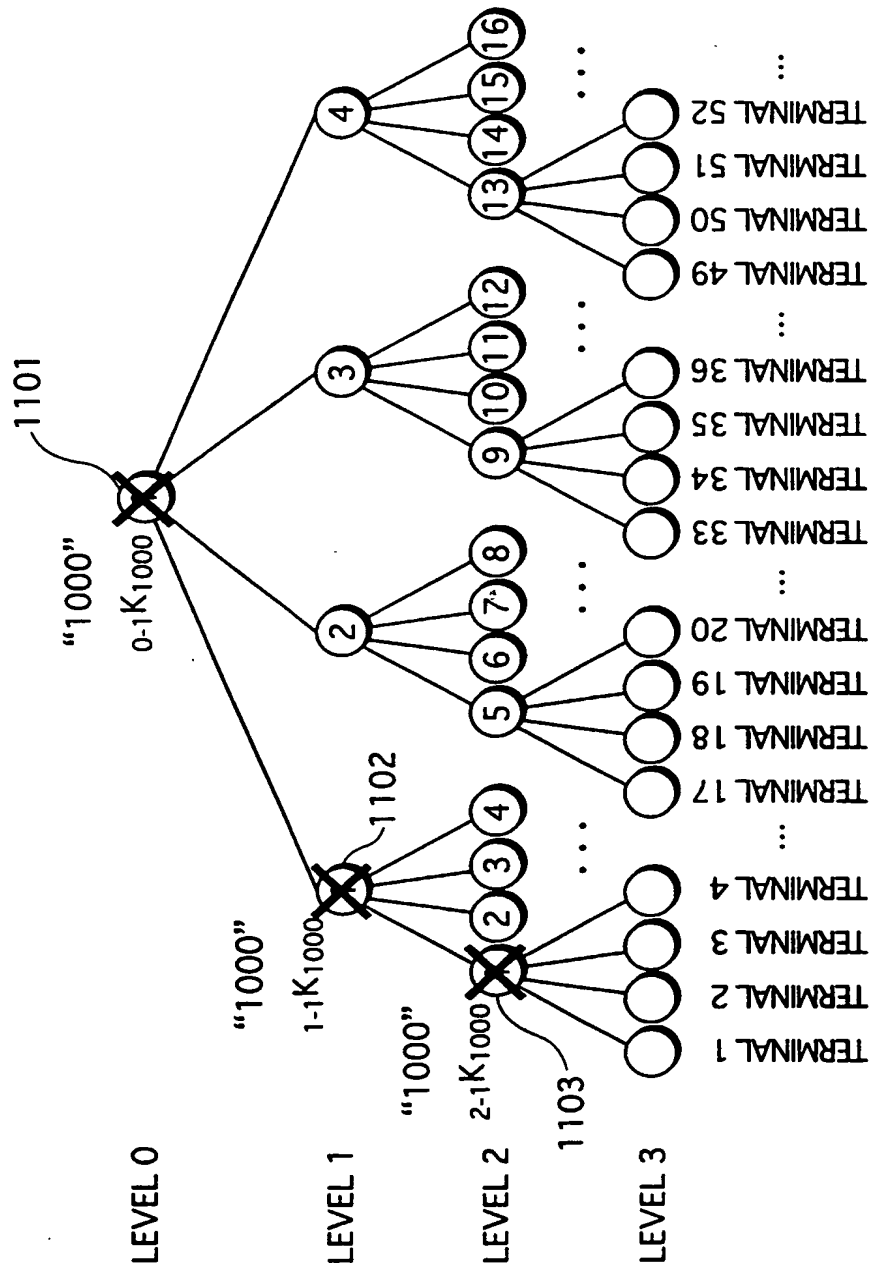 1101
"1000"
0-1K1000
LEVEL 0
"1000"
1-1K1000
1102
2
3
4
LEVEL 1
"1000"
2-1K1000
1103
2
3
4
5
6
7
8
9
10
11
12
13
14
15
16
LEVEL 2
...
...
...
...
LEVEL 3
TERMINAL 1
TERMINAL 2
TERMINAL 3
TERMINAL 4
...
TERMINAL 17
TERMINAL 18
TERMINAL 19
TERMINAL 20
...
TERMINAL 33
TERMINAL 34
TERMINAL 35
TERMINAL 36
...
TERMINAL 49
TERMINAL 50
TERMINAL 51
TERMINAL 52
...